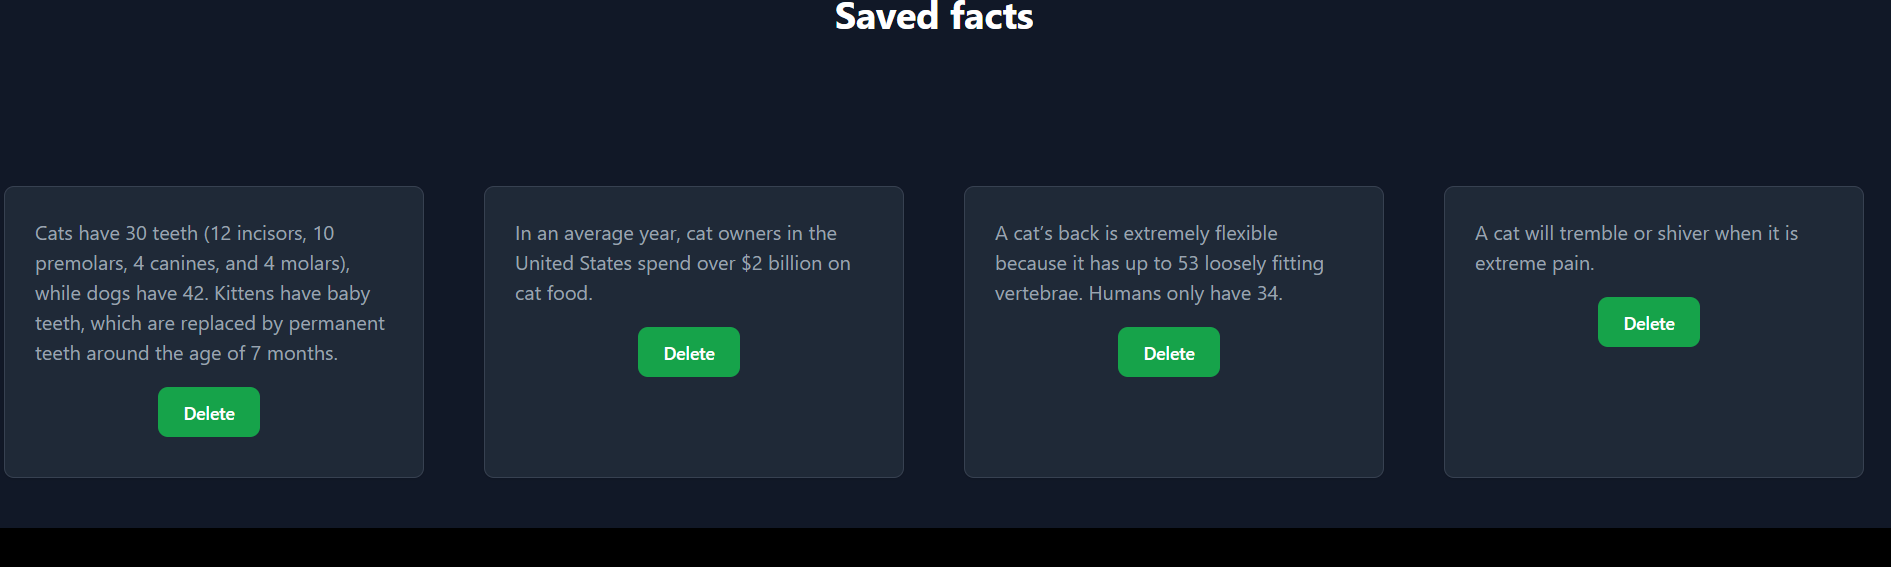 Saved facts
Cats have 30 teeth (12 incisors, 10
premolars, 4 canines, and 4 molars),
while dogs have 42. Kittens have baby
teeth, which are replaced by permanent
teeth around the age of 7 months.
Delete
In an average year, cat owners in the
United States spend over $2 billion on
cat food.
Delete
A cat’s back is extremely flexible
because it has up to 53 loosely fitting
vertebrae. Humans only have 34.
Delete
A cat will tremble or shiver when it is
extreme pain.
Delete